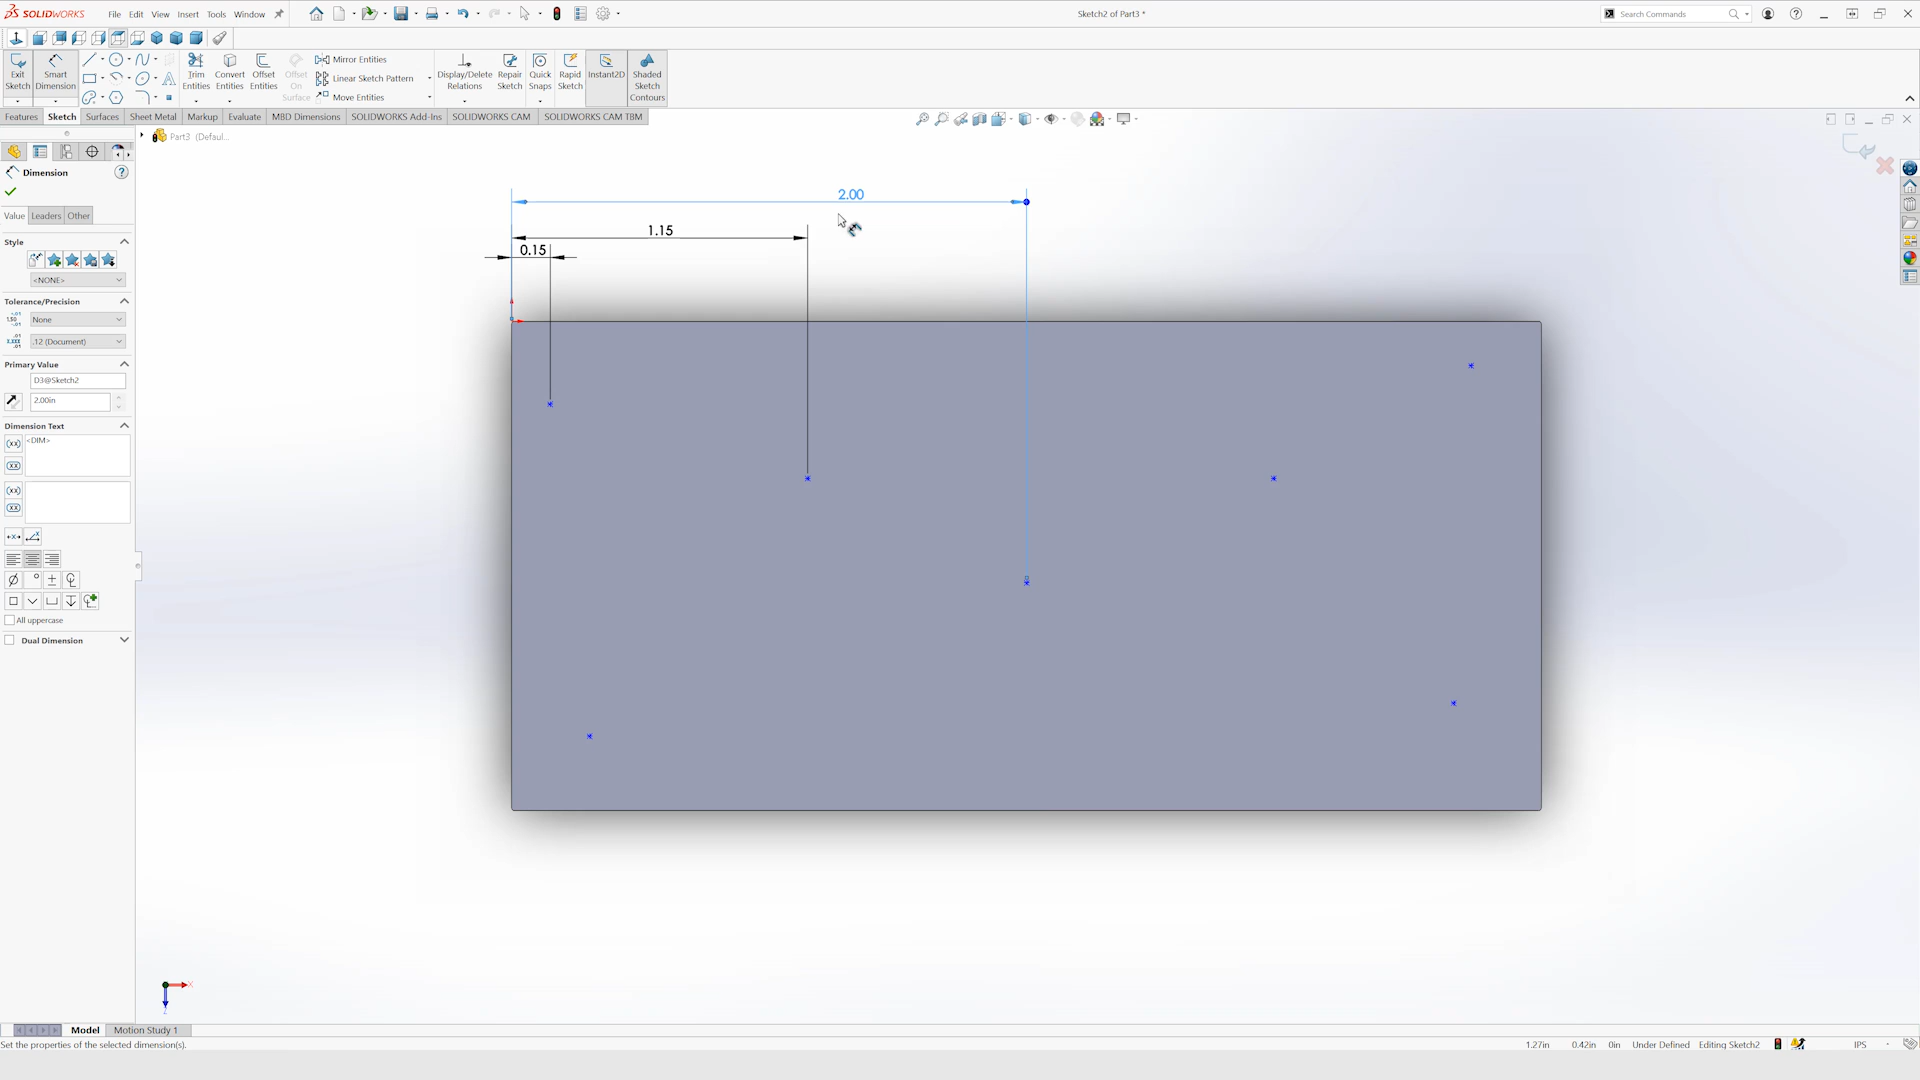 SOLIDWORKS File Edit View Insert Tools Window Sketch2 of Part3 * Search Commands
Exit Sketch
Smart Dimension
Trim Entities
Convert Entities
Offset Entities
Offset On Surface
Mirror Entities
Linear Sketch Pattern
Move Entities
Display/Delete Relations
Repair Sketch
Quick Snaps
Rapid Sketch
Instant2D
Shaded Sketch Contours
Features Sketch Surfaces Sheet Metal Markup Evaluate MBD Dimensions SOLIDWORKS Add-Ins SOLIDWORKS CAM SOLIDWORKS CAM TBM
Part3 (Defaul...
Dimension
Value Leaders Other
Style
<NONE>
Tolerance/Precision
None
.12 (Document)
Primary Value
D3@Sketch2
2.00in
Dimension Text
<DIM>
All uppercase
Dual Dimension
2.00
1.15
0.15
Model Motion Study 1
Set the properties of the selected dimension(s). 1.27in 0.42in 0in Under Defined Editing Sketch2 IPS